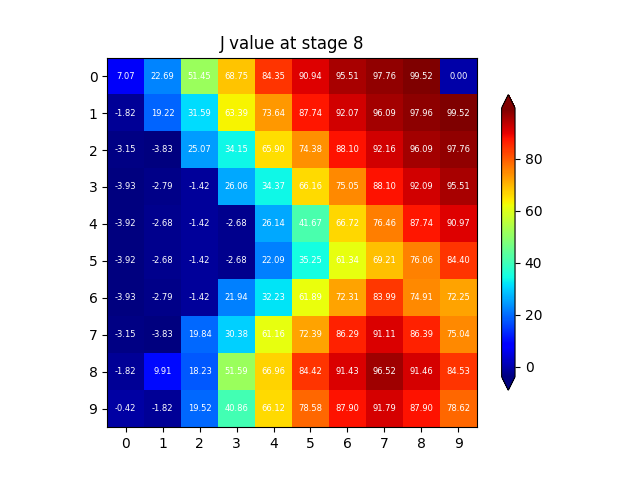 J value at stage 8
0 7.07 22.69 51.45 68.75 84.35 90.94 95.51 97.76 99.52 0.00
1 -1.82 19.22 31.59 63.39 73.64 87.74 92.07 96.09 97.96 99.52
2 -3.15 -3.83 25.07 34.15 65.90 74.38 88.10 92.16 96.09 97.76
3 -3.93 -2.79 -1.42 26.06 34.37 66.16 75.05 88.10 92.09 95.51
4 -3.92 -2.68 -1.42 -2.68 26.14 41.67 66.72 76.46 87.74 90.97
5 -3.92 -2.68 -1.42 -2.68 22.09 35.25 61.34 69.21 76.06 84.40
6 -3.93 -2.79 -1.42 21.94 32.23 61.89 72.31 83.99 74.91 72.25
7 -3.15 -3.83 19.84 30.38 61.16 72.39 86.29 91.11 86.39 75.04
8 -1.82 9.91 18.23 51.59 66.96 84.42 91.43 96.52 91.46 84.53
9 -0.42 -1.82 19.52 40.86 66.12 78.58 87.90 91.79 87.90 78.62
0 1 2 3 4 5 6 7 8 9
80
60
40
20
0